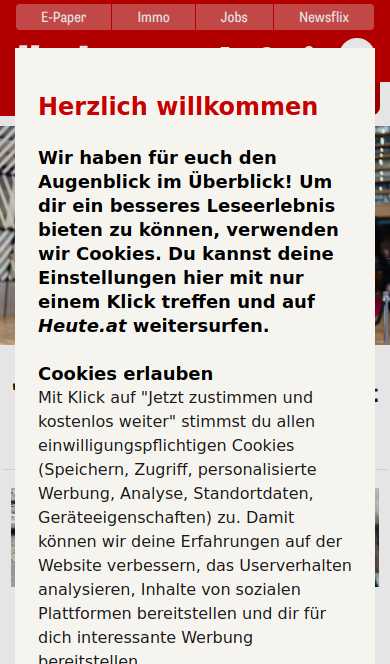 E-Paper
Immo
Jobs
Newsflix
Herzlich willkommen
Wir haben für euch den
Augenblick im Überblick! Um
dir ein besseres Leseerlebnis
bieten zu können, verwenden
wir Cookies. Du kannst deine
Einstellungen hier mit nur
einem Klick treffen und auf
Heute.at weitersurfen.
Cookies erlauben
Mit Klick auf "Jetzt zustimmen und
kostenlos weiter" stimmst du allen
einwilligungspflichtigen Cookies
(Speichern, Zugriff, personalisierte
Werbung, Analyse, Standortdaten,
Geräteeigenschaften) zu. Damit
können wir deine Erfahrungen auf der
Website verbessern, das Userverhalten
analysieren, Inhalte von sozialen
Plattformen bereitstellen und dir für
dich interessante Werbung
bereitstellen